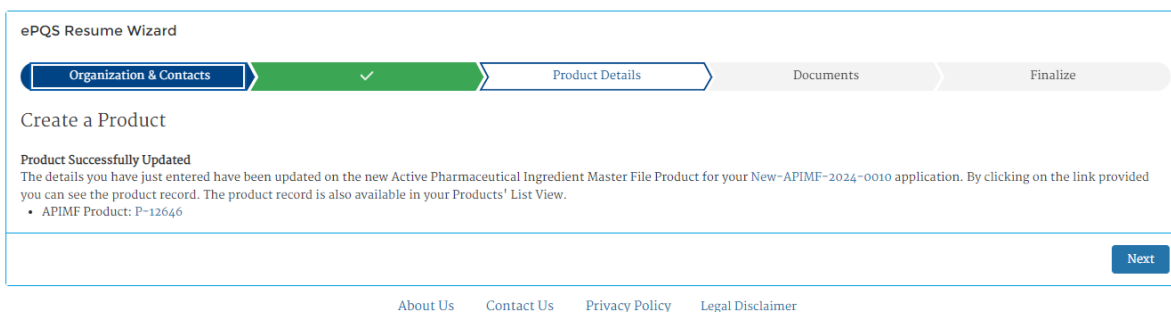 ePQS Resume Wizard
Organization & Contacts
Product Details
Documents
Finalize
Create a Product
Product Successfully Updated
The details you have just entered have been updated on the new Active Pharmaceutical Ingredient Master File Product for your New-APIMF-2024-0010 application. By clicking on the link provided
you can see the product record. The product record is also available in your Products' List View.
• APIMF Product: P-12646
Next
About Us Contact Us Privacy Policy Legal Disclaimer